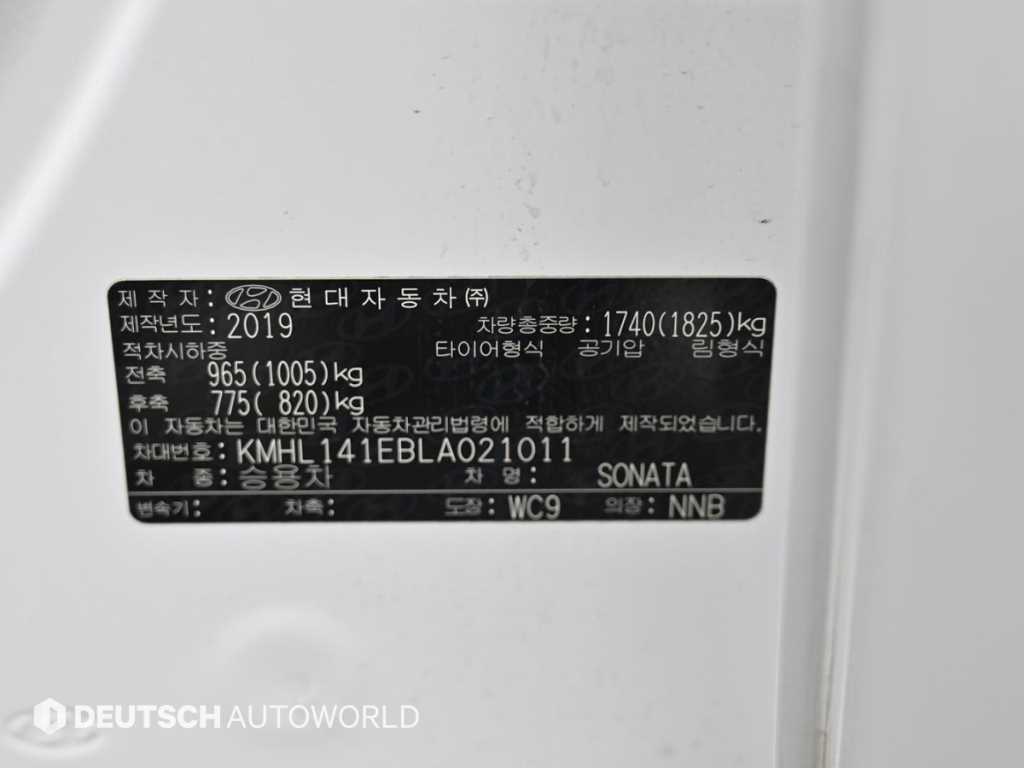 제 작 자 : 현대자동차㈜
제작년도: 2019 차량총중량: 1740(1825)kg
적차시하중 타이어형식 공기압 림형식
전축 965(1005)kg
후축 775( 820)kg
이 자동차는 대한민국 자동차관리법령에 적합하게 제작되었습니다.
차대번호: KMHL141EBLA021011
차 종: 승용차 차 명: SONATA
변속기: 차축: 도장: WC9 의장: NNB
DEUTSCH AUTOWORLD